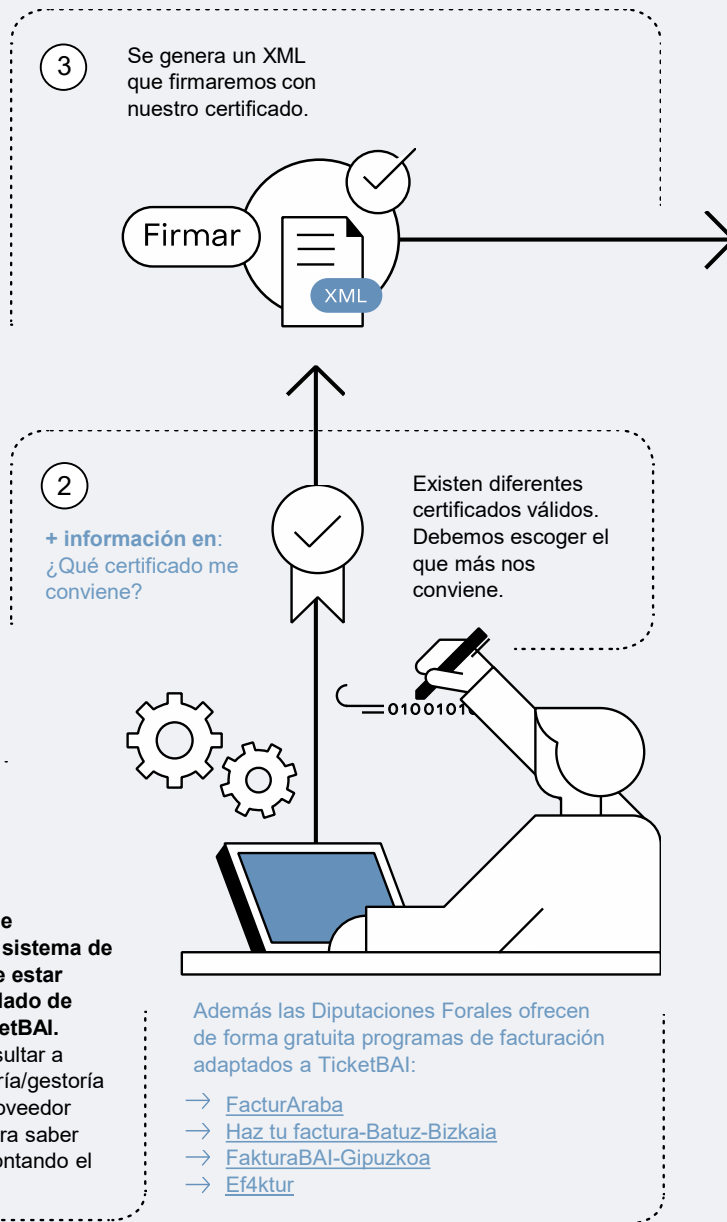 3
Se genera un XML
que firmaremos con
nuestro certificado.
Firmar
XML
2
+ información en:
¿Qué certificado me
conviene?
Existen diferentes
certificados válidos.
Debemos escoger el
que más nos
conviene.
0100101
e
sistema de
e estar
lado de
etBAI.
sultar a
ría/gestoría
oveedor
ra saber
ontando el
Además las Diputaciones Forales ofrecen
de forma gratuita programas de facturación
adaptados a TicketBAI:
→ FacturAraba
→ Haz tu factura-Batuz-Bizkaia
→ FakturaBAI-Gipuzkoa
→ Ef4ktur